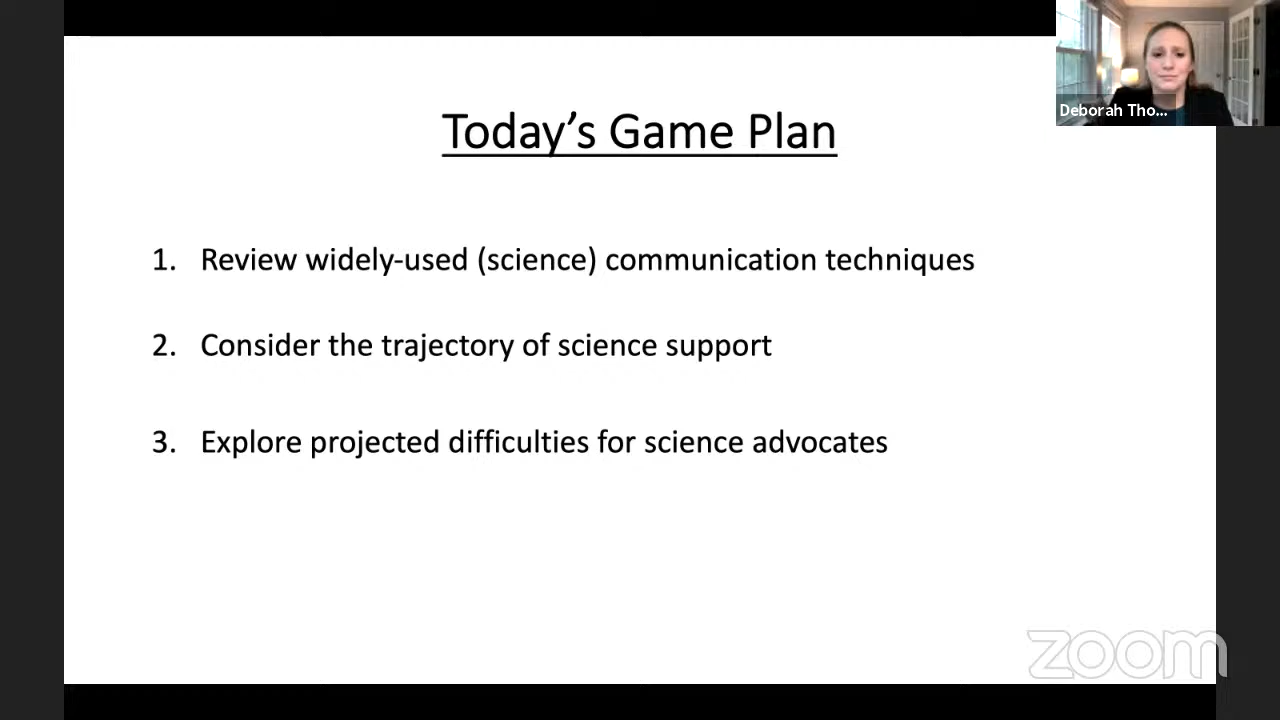 Deborah Tho...
Today's Game Plan
1. Review widely-used (science) communication techniques
2. Consider the trajectory of science support
3. Explore projected difficulties for science advocates
zoom